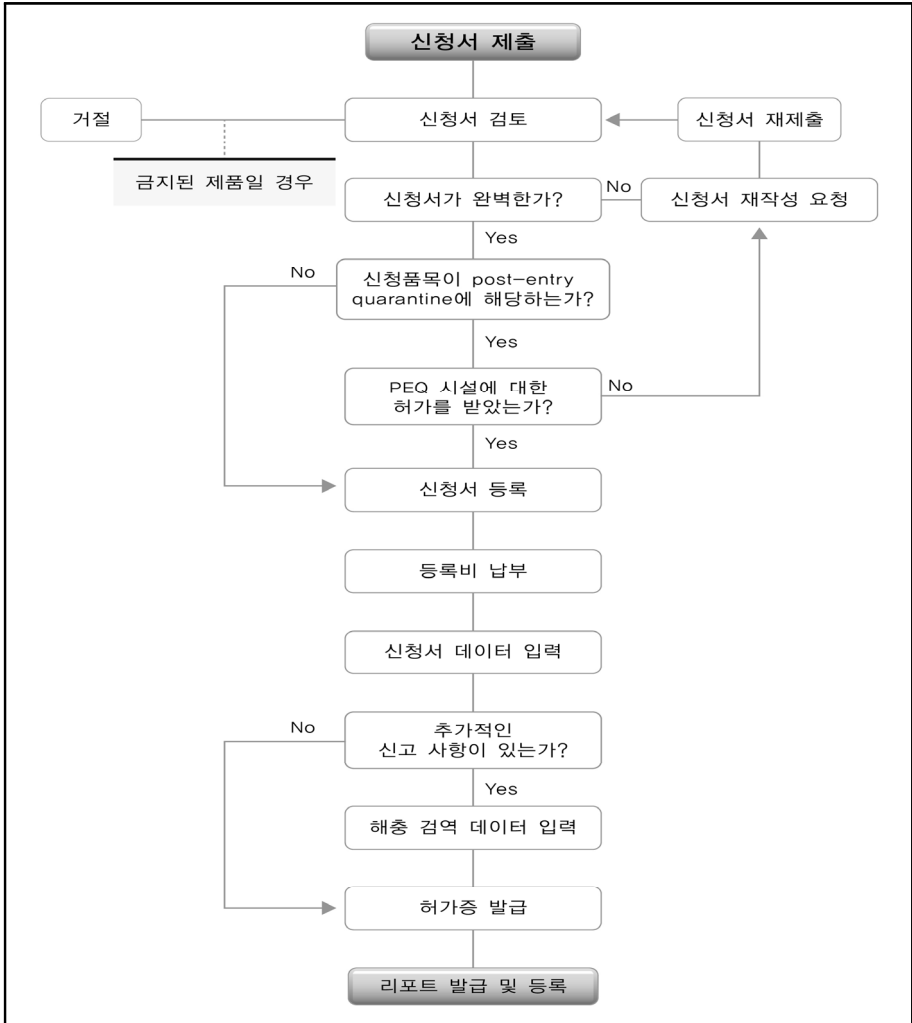 신청서 제출
거절
신청서 검토
신청서 재제출
금지된 제품일 경우
신청서가 완벽한가?
No
신청서 재작성 요청
Yes
No
신청품목이 post-entry
quarantine에 해당하는가?
Yes
PEQ 시설에 대한
허가를 받았는가?
No
Yes
신청서 등록
등록비 납부
신청서 데이터 입력
No
추가적인
신고 사항이 있는가?
Yes
해충 검역 데이터 입력
허가증 발급
리포트 발급 및 등록